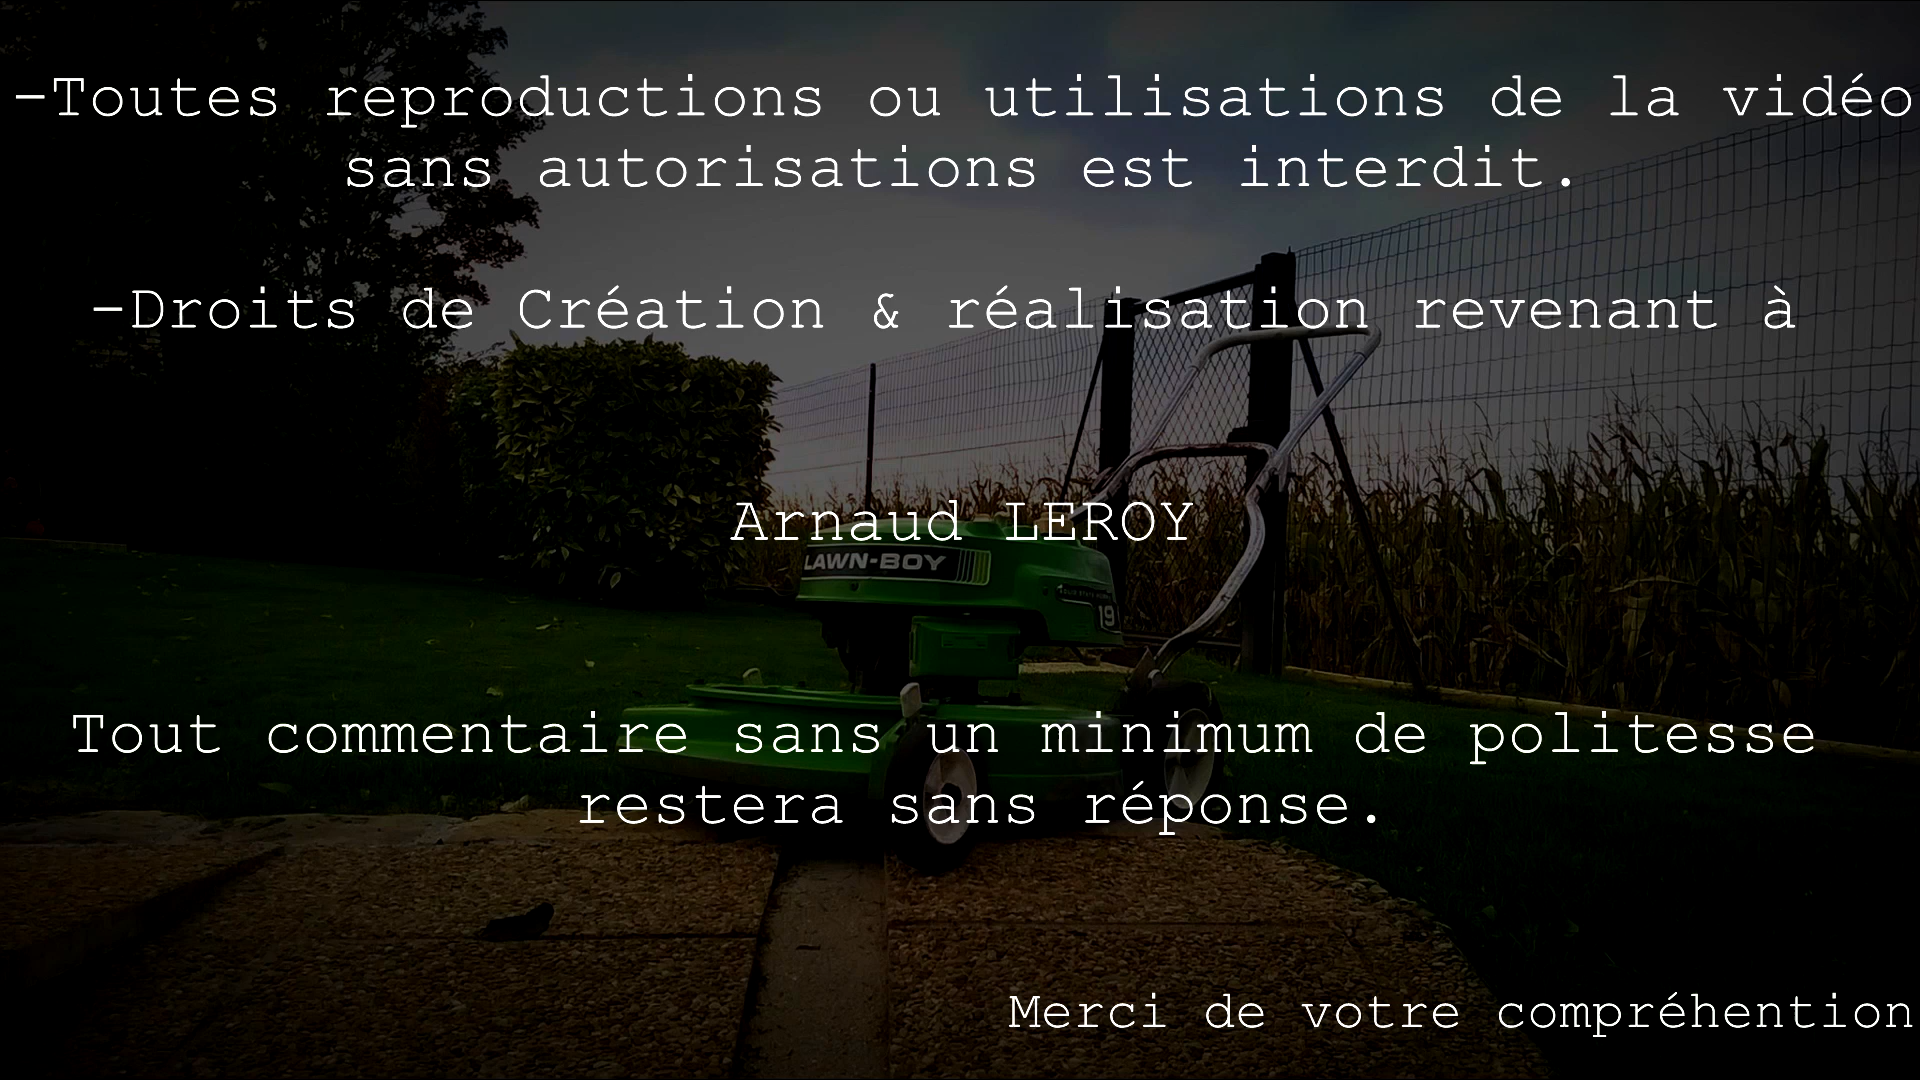 -Toutes reproductions ou utilisations de la vidéo
sans autorisations est interdit.
-Droits de Création & réalisation revenant à
Arnaud LEROY
LAWN-BOY
19
Tout commentaire sans un minimum de politesse
restera sans réponse.
Merci de votre compréhention